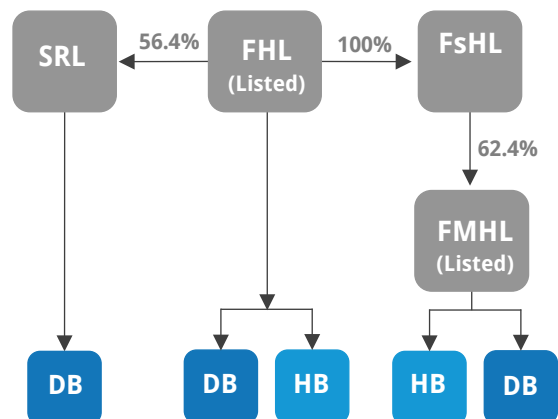 SRL
56.4%
FHL
(Listed)
100%
FsHL
62.4%
FMHL
(Listed)
DB
DB
HB
HB
DB